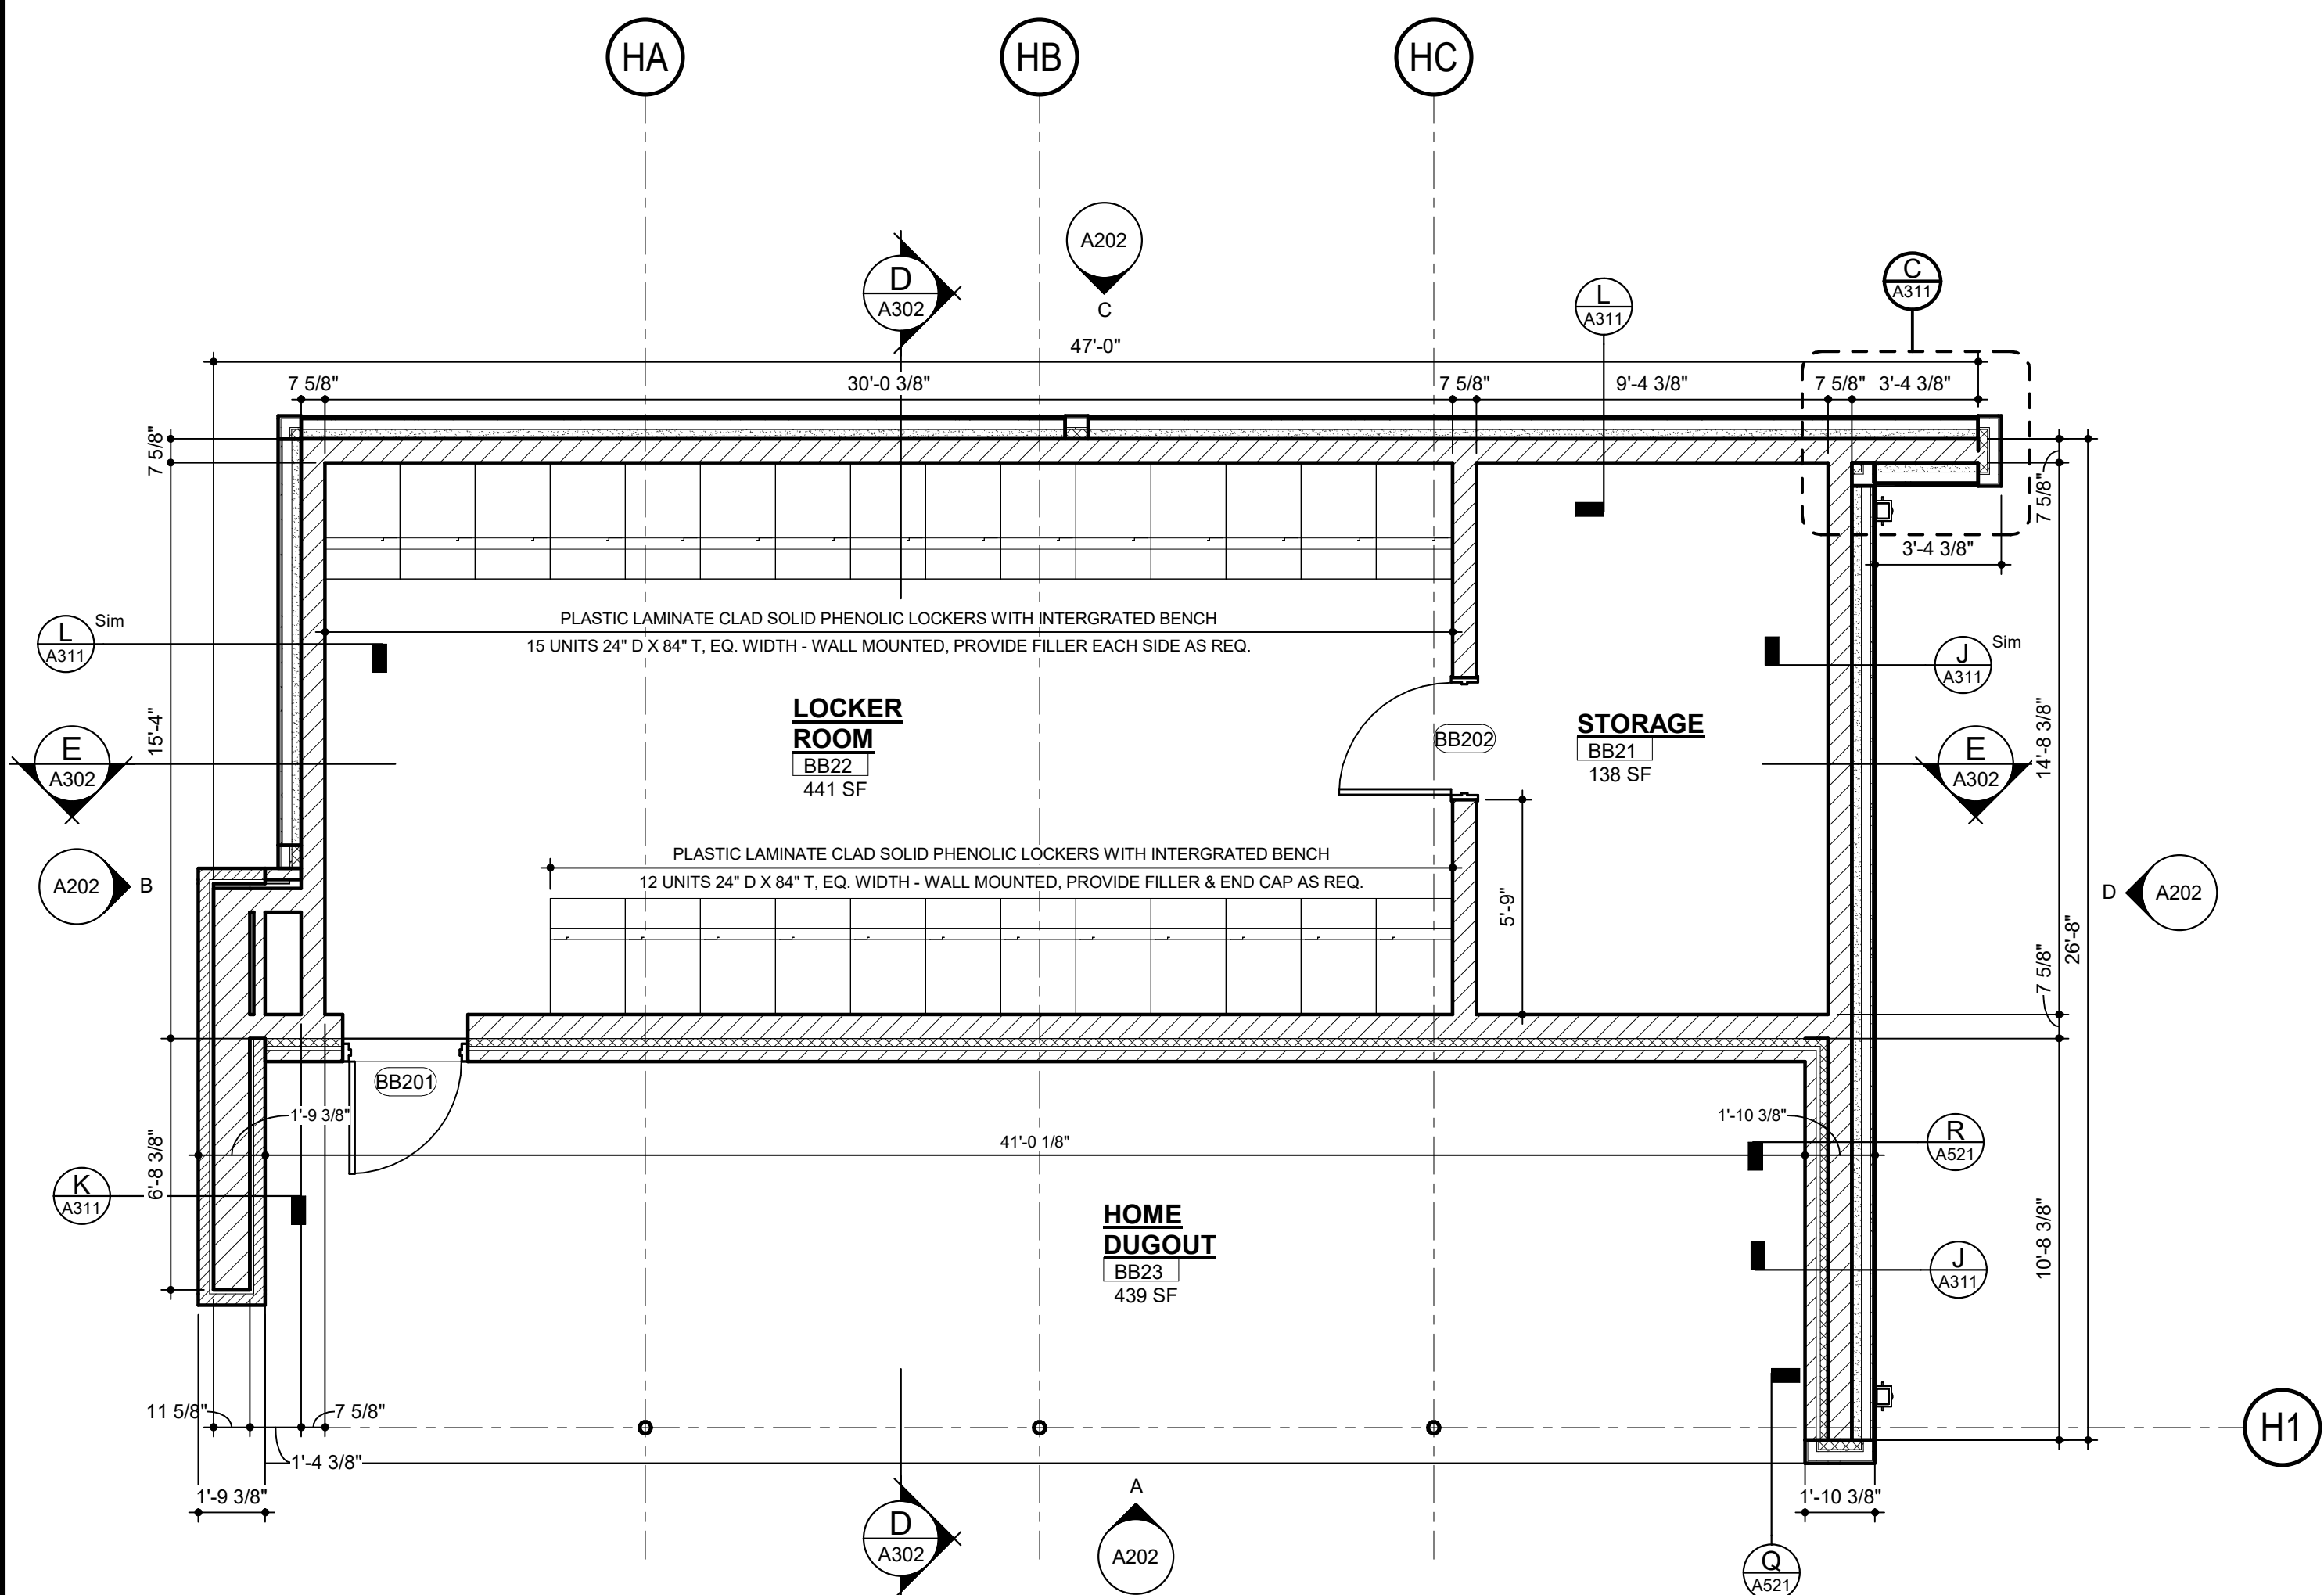 HA
HB
HC
A202
C
D
A302
L
A311
C
A311
47'-0"
7 5/8"
30'-0 3/8"
7 5/8"
9'-4 3/8"
7 5/8"
3'-4 3/8"
7 5/8"
7 5/8"
3'-4 3/8"
PLASTIC LAMINATE CLAD SOLID PHENOLIC LOCKERS WITH INTERGRATED BENCH
15 UNITS 24" D X 84" T, EQ. WIDTH - WALL MOUNTED, PROVIDE FILLER EACH SIDE AS REQ.
L
A311
Sim
J
A311
Sim
15'-4"
LOCKER
ROOM
BB22
441 SF
BB202
STORAGE
BB21
138 SF
14'-8 3/8"
E
A302
E
A302
A202
B
PLASTIC LAMINATE CLAD SOLID PHENOLIC LOCKERS WITH INTERGRATED BENCH
12 UNITS 24" D X 84" T, EQ. WIDTH - WALL MOUNTED, PROVIDE FILLER & END CAP AS REQ.
5'-9"
D
A202
26'-8"
7 5/8"
BB201
1'-9 3/8"
41'-0 1/8"
1'-10 3/8"
R
A521
6'-8 3/8"
K
A311
HOME
DUGOUT
BB23
439 SF
10'-8 3/8"
J
A311
11 5/8"
7 5/8"
H1
1'-4 3/8"
1'-9 3/8"
A
A202
D
A302
1'-10 3/8"
Q
A521